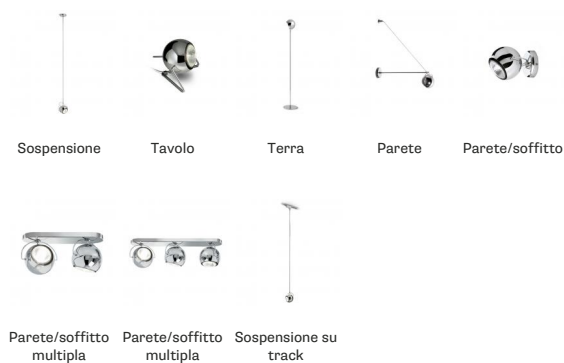 Sospensione
Tavolo
Terra
Parete
Parete/soffitto
Parete/soffitto
multipla
Parete/soffitto
multipla
Sospensione su
track